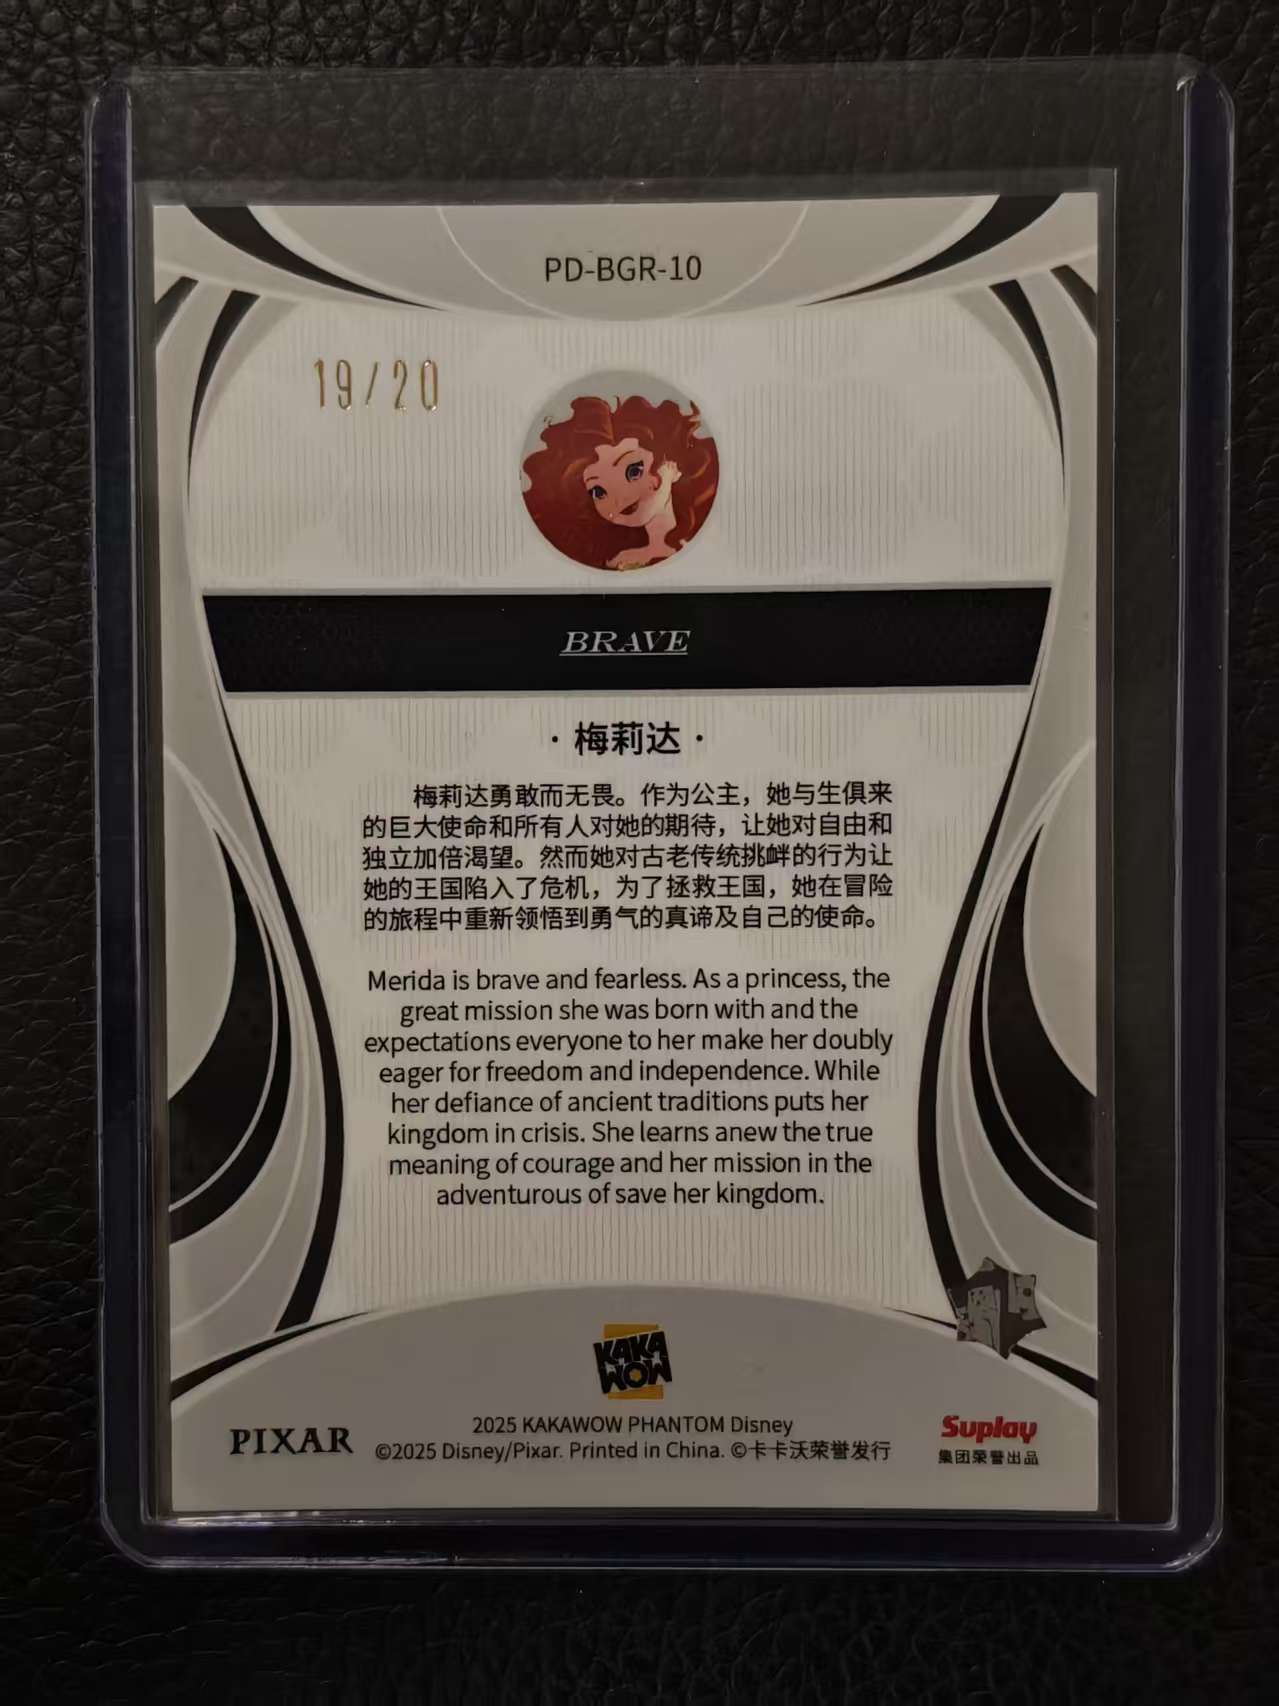 PD-BGR-10
19/20
BRAVE
·梅莉达·
梅莉达勇敢而无畏。作为公主，她与生俱来
的巨大使命和所有人对她的期待，让她对自由和
独立加倍渴望。然而她对古老传统挑衅的行为让
她的王国陷入了危机，为了拯救王国，她在冒险
的旅程中重新领悟到勇气的真谛及自己的使命。
Merida is brave and fearless. As a princess, the
great mission she was born with and the
expectations everyone to her make her doubly
eager for freedom and independence. While
her defiance of ancient traditions puts her
kingdom in crisis. She learns anew the true
meaning of courage and her mission in the
adventurous of save her kingdom.
KAKA
WOW
PIXAR
2025 KAKAWOW PHANTOM Disney
©2025 Disney/Pixar. Printed in China. ©卡卡沃荣誉发行
Suplay
集团荣誉出品